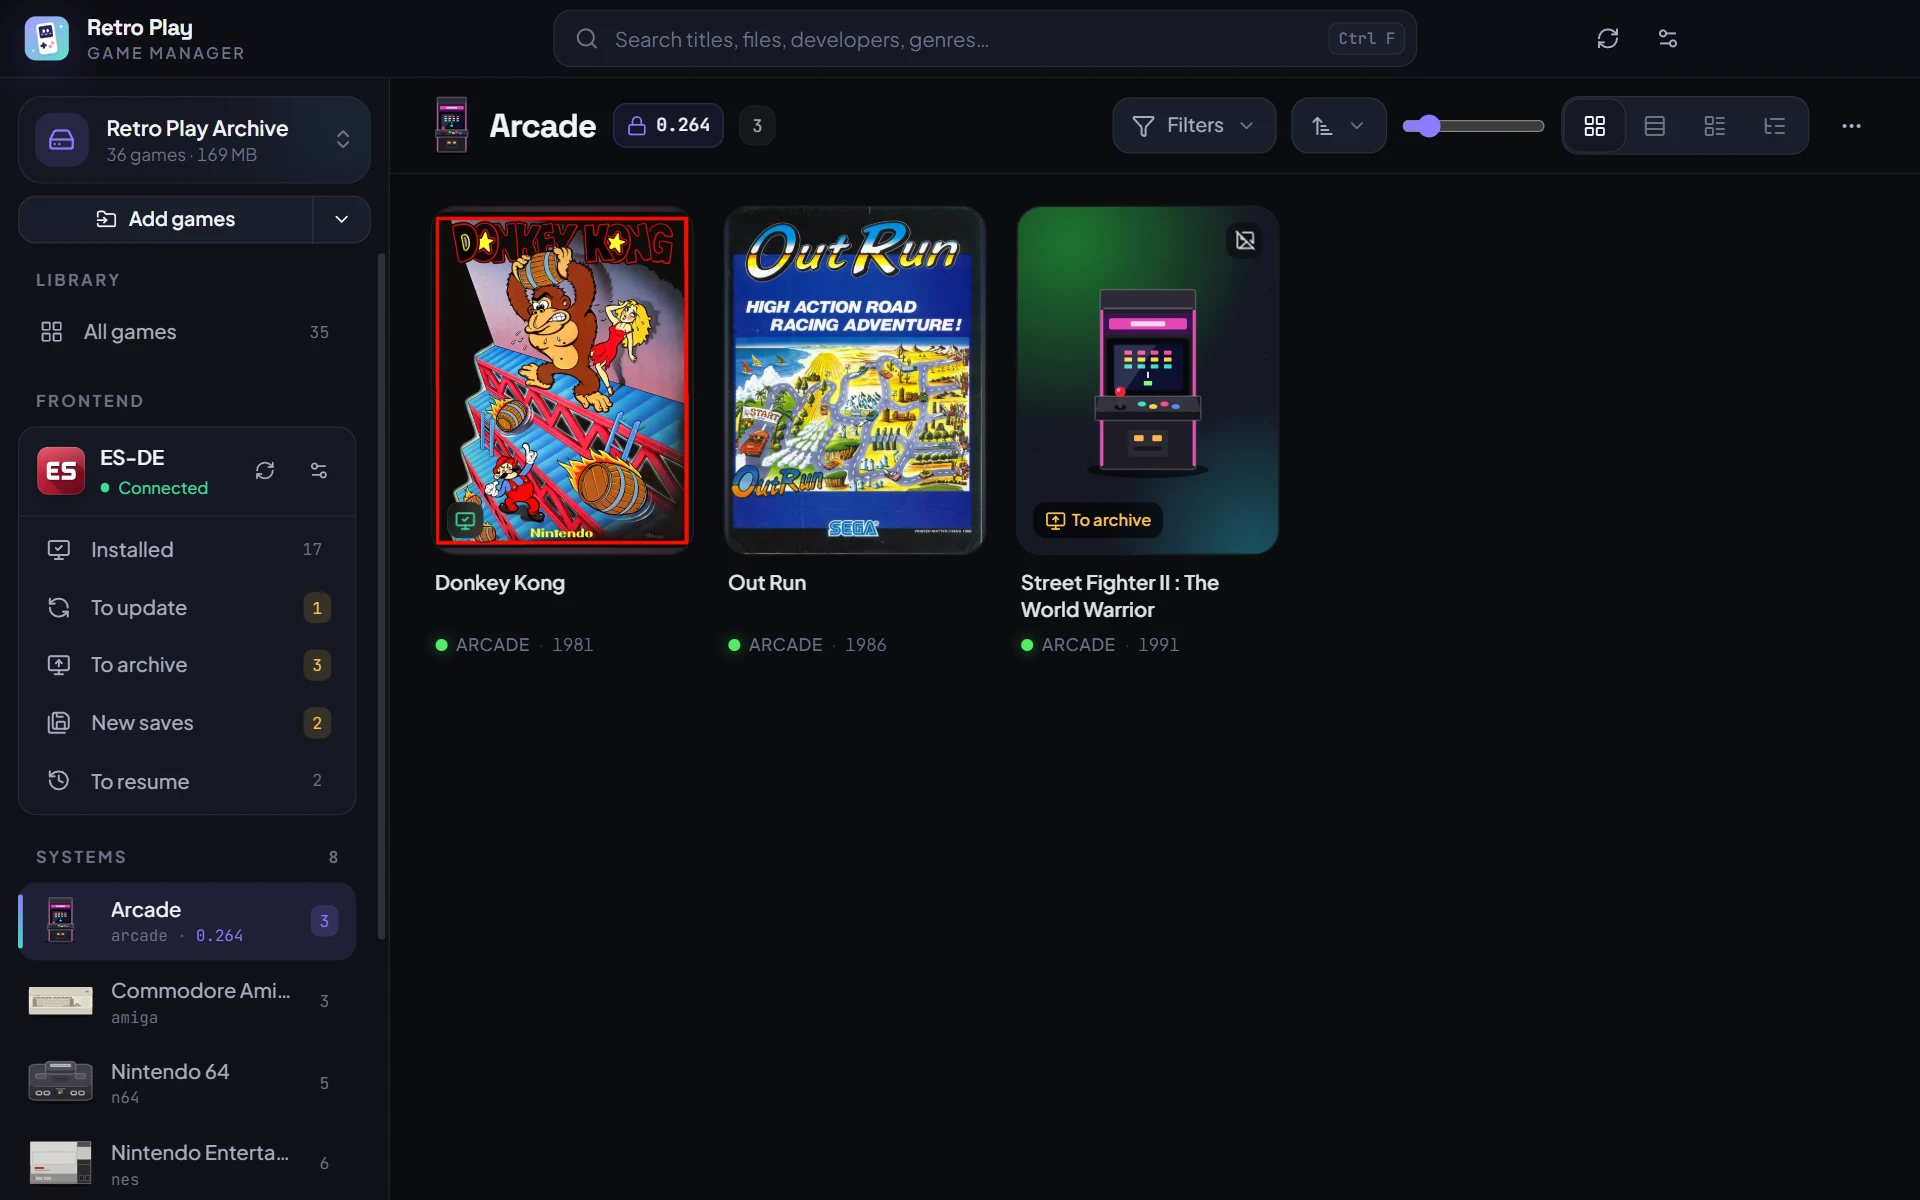 Retro Play
GAME MANAGER
Search titles, files, developers, genres...
Ctrl F
Retro Play Archive
36 games · 169 MB
Add games
LIBRARY
All games 35
FRONTEND
ES
ES-DE
Connected
Installed 17
To update 1
To archive 3
New saves 2
To resume 2
SYSTEMS 8
Arcade
arcade · 0.264
3
Commodore Ami...
amiga
3
Nintendo 64
n64
5
Nintendo Enterta...
nes
6
Arcade 0.264 3
Filters
DONKEY KONG
Nintendo
Donkey Kong
ARCADE · 1981
Out Run
HIGH ACTION ROAD
RACING ADVENTURE!
START
Out Run
SEGA
Out Run
ARCADE · 1986
To archive
Street Fighter II : The
World Warrior
ARCADE · 1991